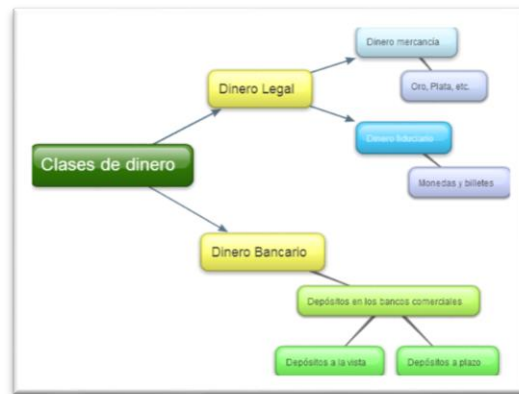 Clases de dinero
Dinero Legal
Dinero mercancía
Oro, Plata, etc.
Dinero fiduciario
Monedas y billetes
Dinero Bancario
Depósitos en los bancos comerciales
Depósitos a la vista
Depósitos a plazo